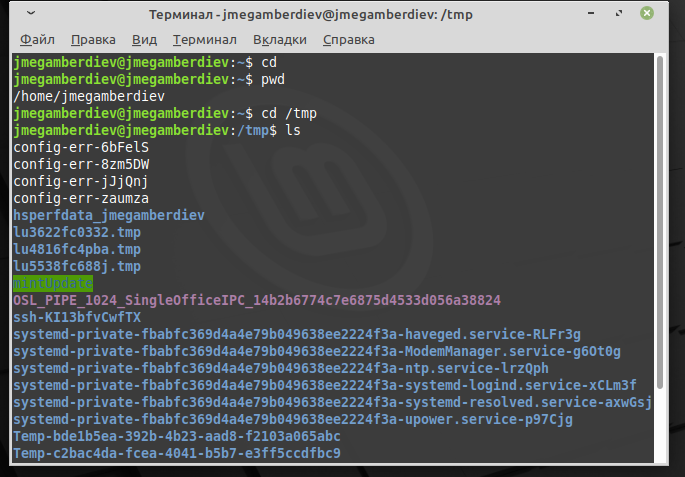 Терминал - jmegamberdiev@jmegamberdiev: /tmp
Файл Правка Вид Терминал Вкладки Справка
jmegamberdiev@jmegamberdiev:~$ cd
jmegamberdiev@jmegamberdiev:~$ pwd
/home/jmegamberdiev
jmegamberdiev@jmegamberdiev:~$ cd /tmp
jmegamberdiev@jmegamberdiev:/tmp$ ls
config-err-6bFelS
config-err-8zm5DW
config-err-jJjQnj
config-err-zaumza
hsperfdata_jmegamberdiev
lu3622fc0332.tmp
lu4816fc4pba.tmp
lu5538fc688j.tmp
mintUpdate
OSL_PIPE_1024_SingleOfficeIPC_14b2b6774c7e6875d4533d056a38824
ssh-KI13bfvCwfTX
systemd-private-fbabfc369d4a4e79b049638ee2224f3a-haveged.service-RLFr3g
systemd-private-fbabfc369d4a4e79b049638ee2224f3a-ModemManager.service-g6Ot0g
systemd-private-fbabfc369d4a4e79b049638ee2224f3a-ntp.service-lrzQph
systemd-private-fbabfc369d4a4e79b049638ee2224f3a-systemd-logind.service-xCLm3f
systemd-private-fbabfc369d4a4e79b049638ee2224f3a-systemd-resolved.service-axwGsj
systemd-private-fbabfc369d4a4e79b049638ee2224f3a-upower.service-p97Cjg
Temp-bde1b5ea-392b-4b23-aad8-f2103a065abc
Temp-c2bac4da-fcea-4041-b5b7-e3ff5ccdfbc9